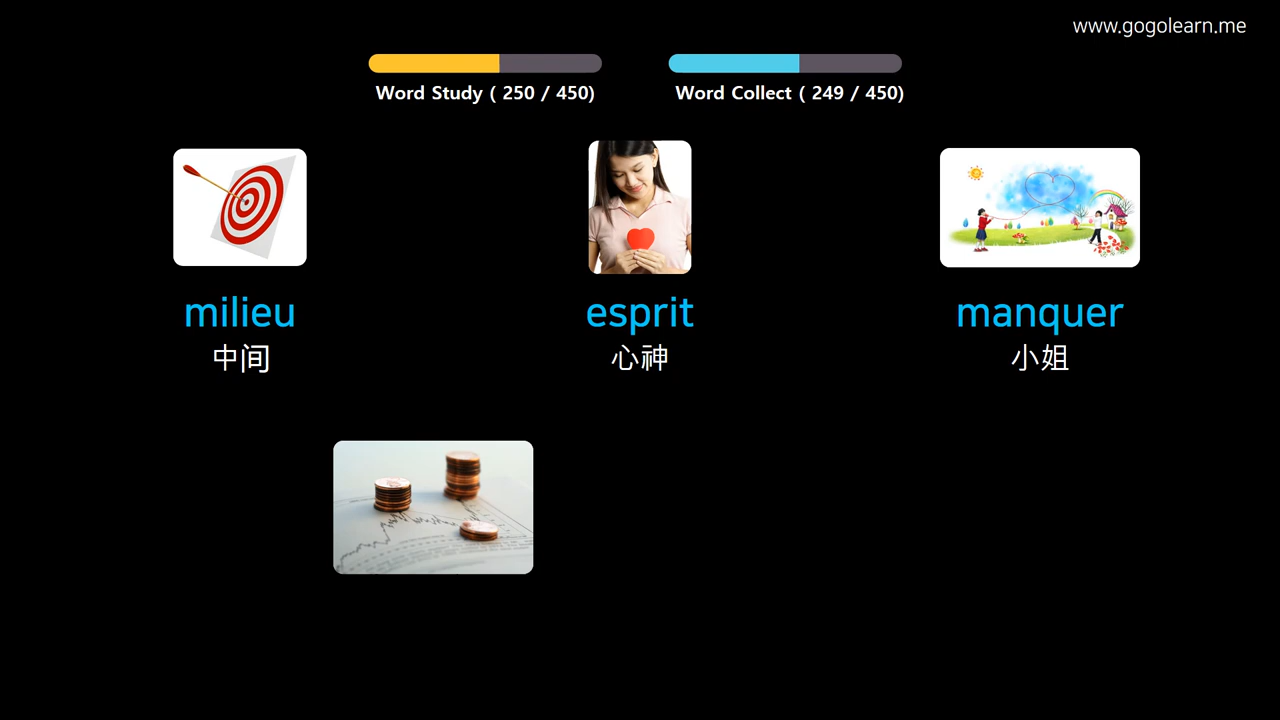 www.gogolearn.me
Word Study ( 250 / 450)
Word Collect ( 249 / 450)
milieu
esprit
manquer
中间
心神
小姐